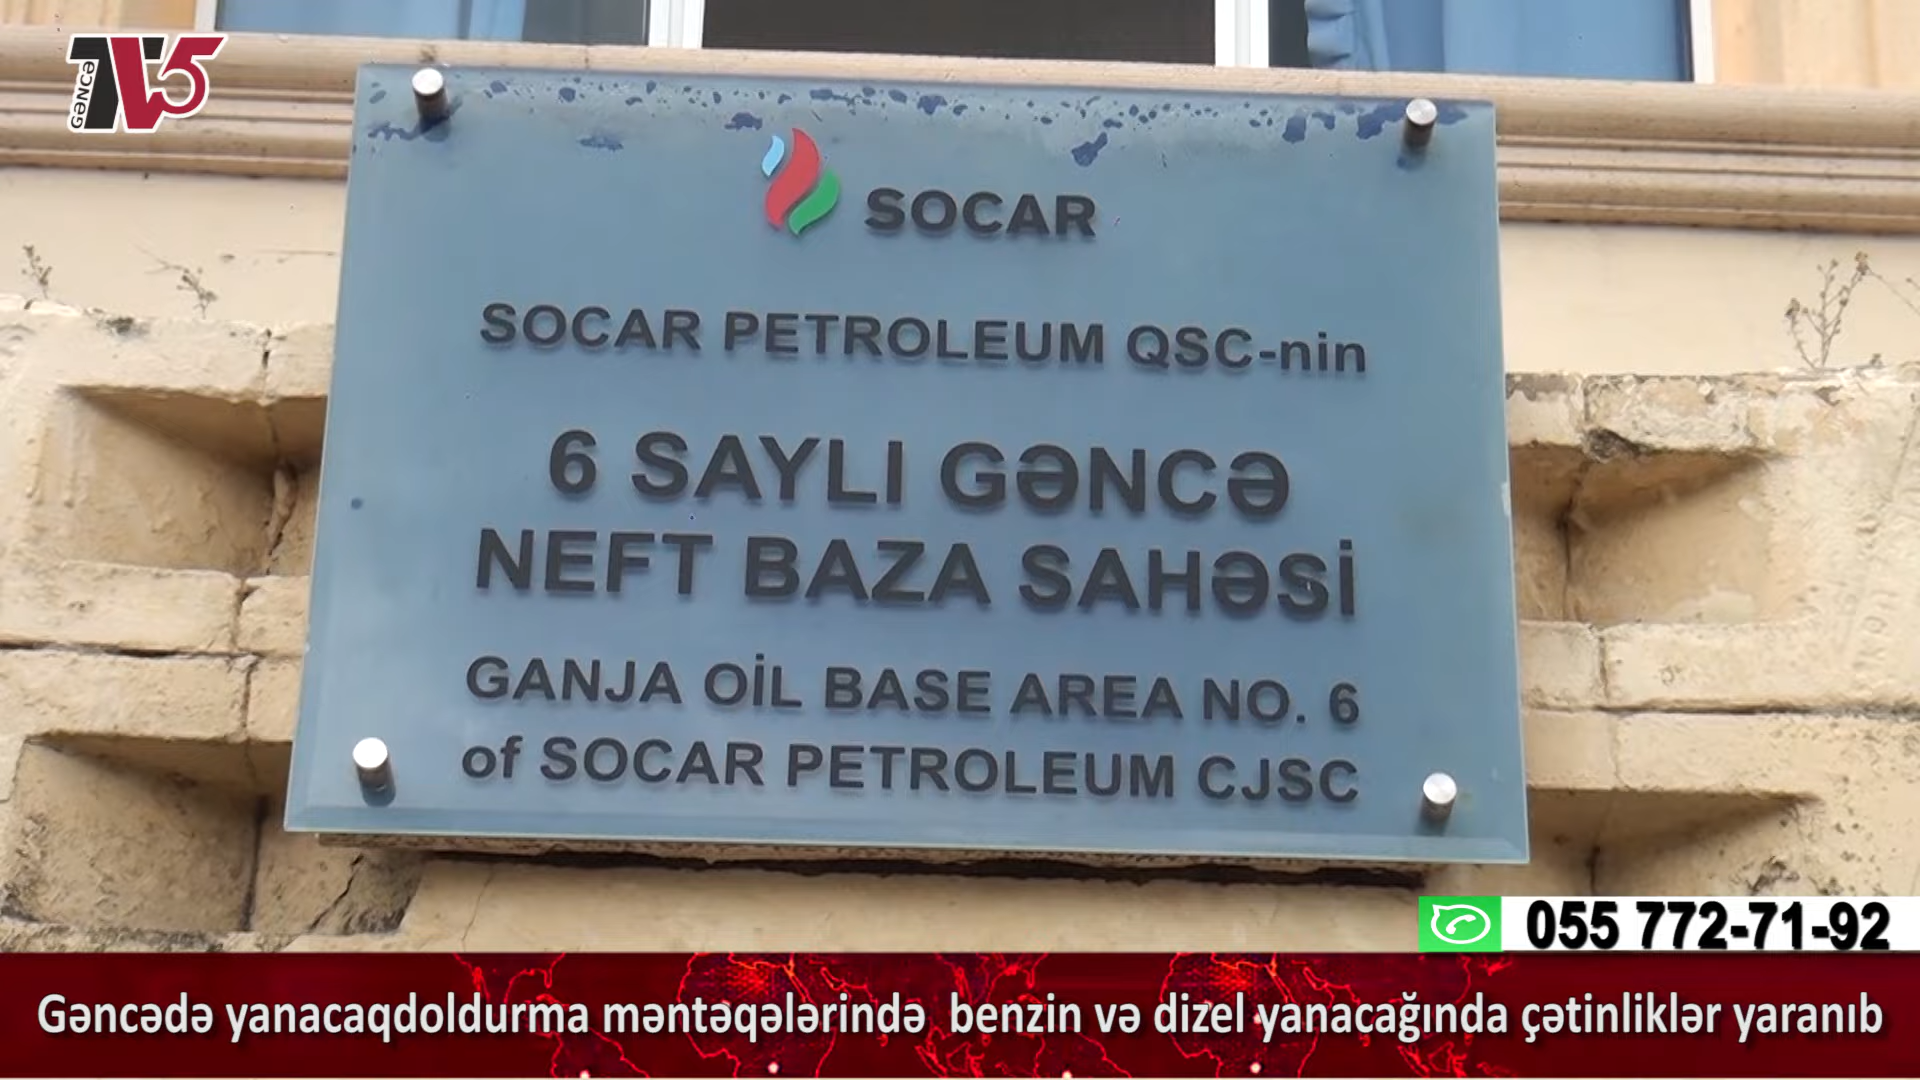 GƏNCƏ TV5
SOCAR
SOCAR PETROLEUM QSC-nin
6 SAYLI GƏNCƏ
NEFT BAZA SAHƏSİ
GANJA OİL BASE AREA NO. 6
of SOCAR PETROLEUM CJSC
055 772-71-92
Gəncədə yanacaqdoldurma məntəqələrində benzin və dizel yanacağında çətinliklər yaranıb